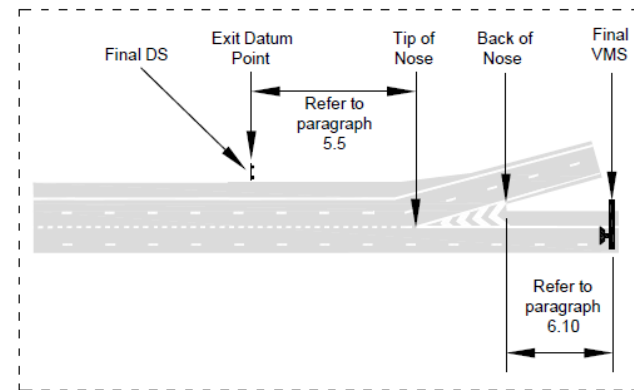 Final DS
Exit Datum
Point
Tip of
Nose
Back of
Nose
Final
VMS
Refer to
paragraph
5.5
Refer to
paragraph
6.10